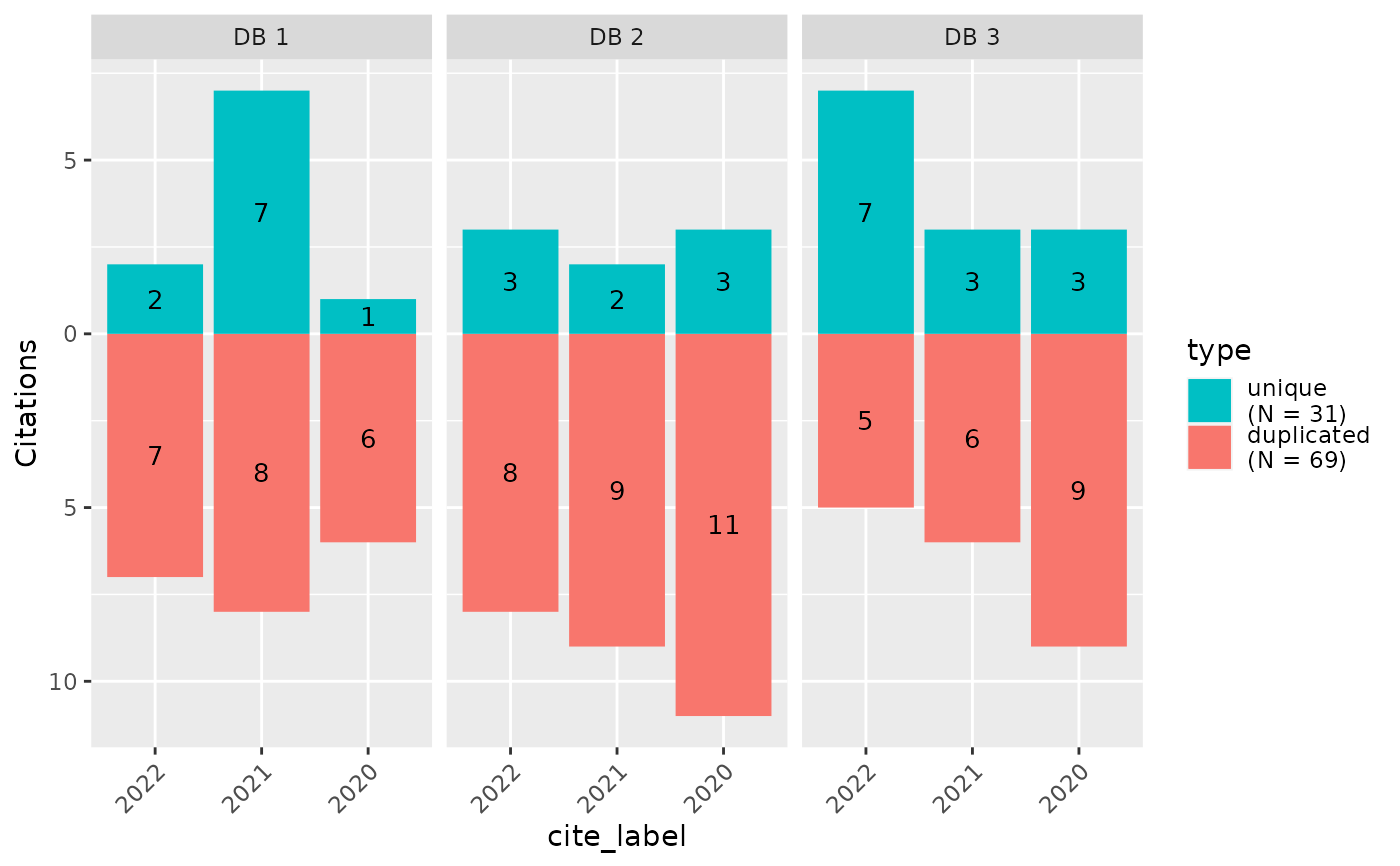 DB 1 DB 2 DB 3
5
0
5
10
Citations
2 7 1
7 8 6
3 2 3
8 9 11
7 3 3
5 6 9
2022 2021 2020 2022 2021 2020 2022 2021 2020
cite_label
type
unique
(N = 31)
duplicated
(N = 69)